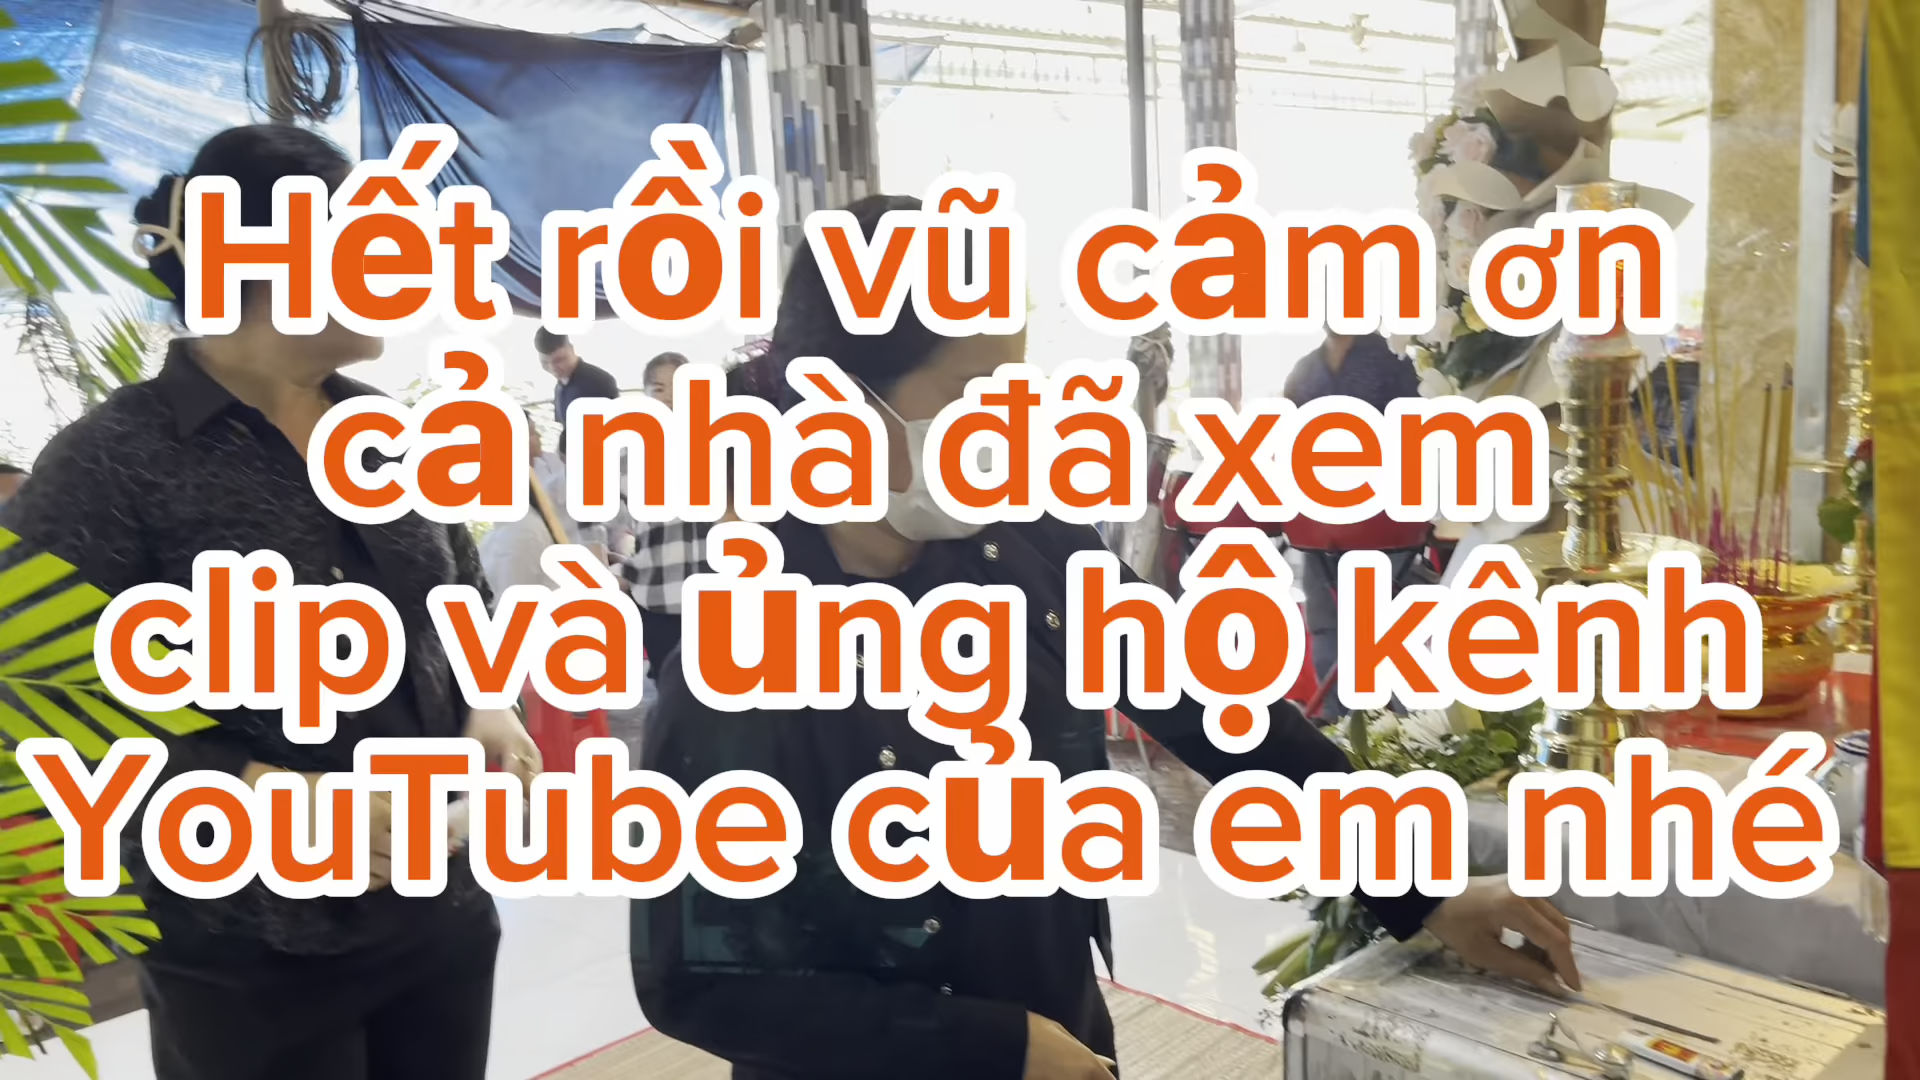 Hết rồi vũ cảm ơn
cả nhà đã xem
clip và ủng hộ kênh
YouTube của em nhé